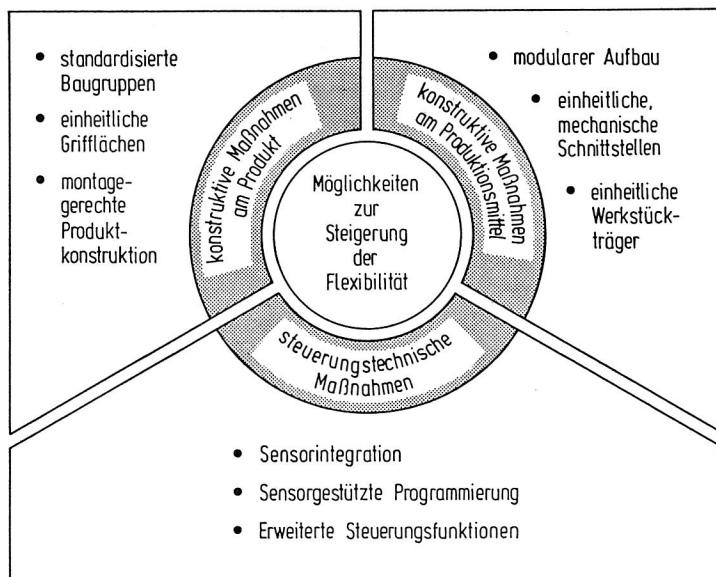 • standardisierte
Baugruppen
• einheitliche
Grifflächen
• montage-
gerechte
Produkt-
konstruktion
konstruktive Maßnahmen
am Produkt
konstruktive Maßnahmen
am Produktionsmittel
• modularer Aufbau
• einheitliche,
mechanische
Schnittstellen
• einheitliche
Werkstück-
träger
Möglichkeiten
zur
Steigerung
der
Flexibilität
steuerungstechnische
Maßnahmen
• Sensorintegration
• Sensorgestützte Programmierung
• Erweiterte Steuerungsfunktionen